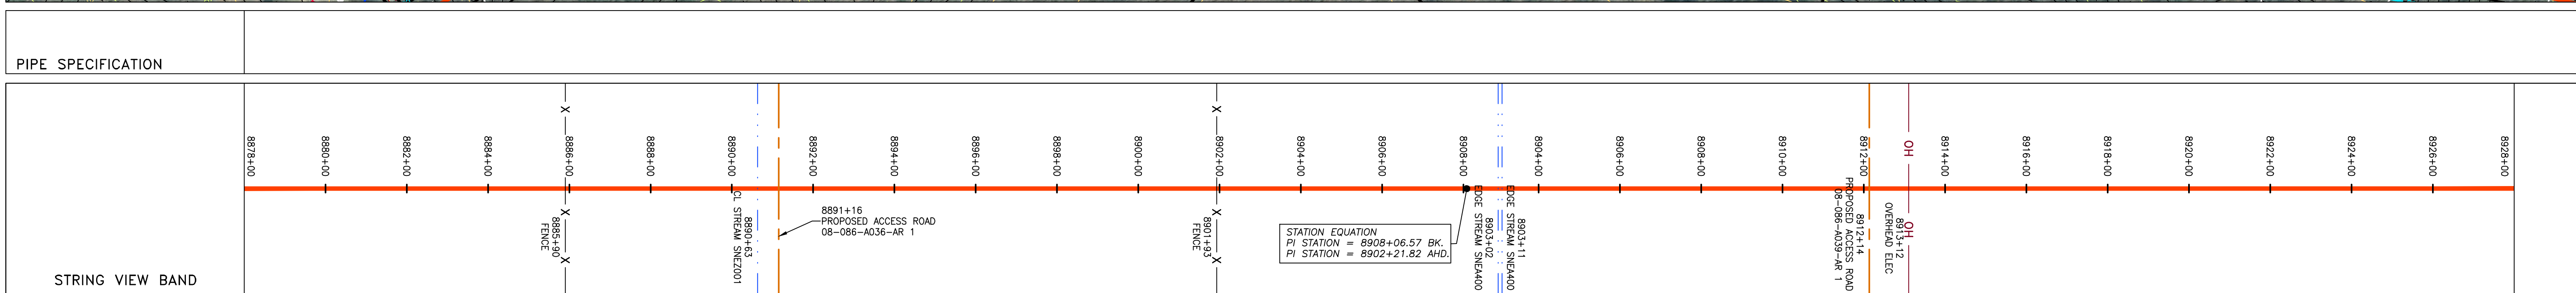 PIPE SPECIFICATION
STRING VIEW BAND
8878+00
8880+00
8882+00
8884+00
8886+00
8888+00
8890+00
8892+00
8894+00
8896+00
8898+00
8900+00
8902+00
8904+00
8906+00
8908+00
8904+00
8906+00
8908+00
8910+00
8912+00
8914+00
8916+00
8918+00
8920+00
8922+00
8924+00
8926+00
8928+00
X
X
X
8885+90
FENCE
8890+63
CL STREAM SNEZ001
8891+16
PROPOSED ACCESS ROAD
08-086-A036-AR 1
X
X
X
8901+93
FENCE
STATION EQUATION
PI STATION = 8908+06.57 BK.
PI STATION = 8902+21.82 AHD.
8903+02
EDGE STREAM SNEA400
8903+11
EDGE STREAM SNEA400
8912+14
PROPOSED ACCESS ROAD
08-086-A039-AR 1
OH
OH
8913+12
OVERHEAD ELEC